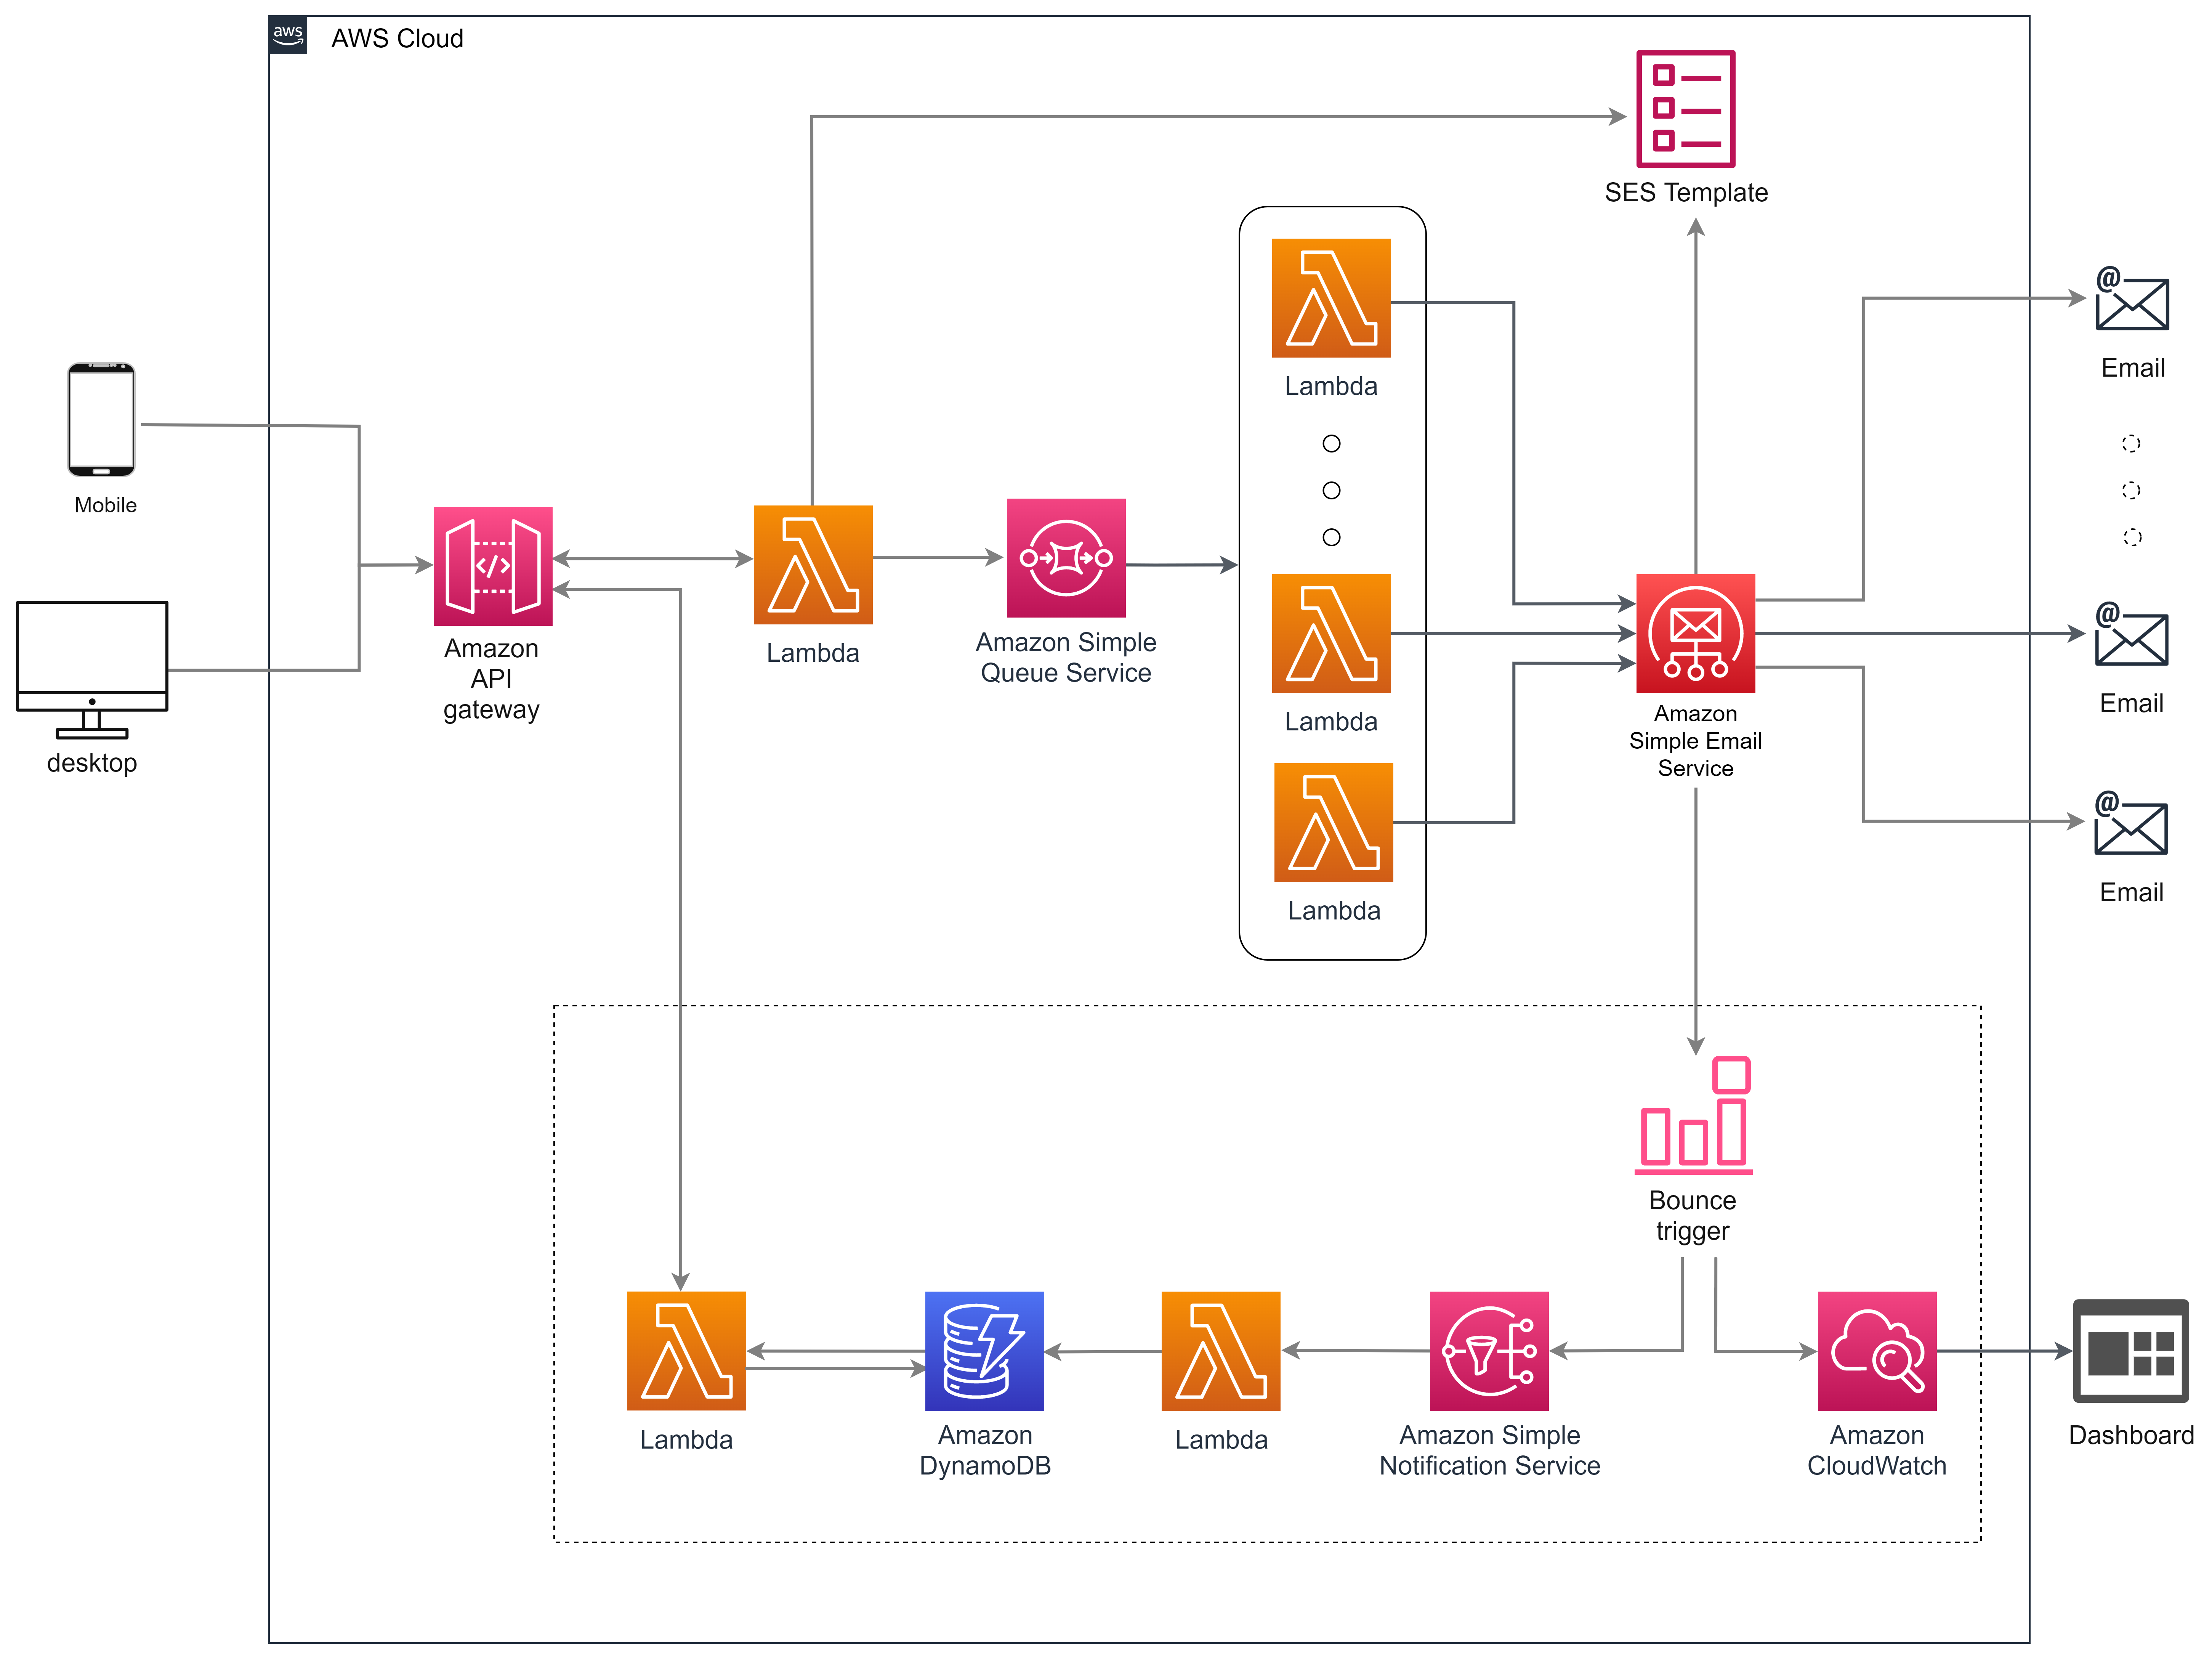 aws
AWS Cloud
SES Template
Lambda
Email
Mobile
Amazon
API
gateway
Lambda
Amazon Simple
Queue Service
Lambda
Amazon
Simple Email
Service
Email
desktop
Lambda
Email
Bounce
trigger
Lambda
Amazon
DynamoDB
Lambda
Amazon Simple
Notification Service
Amazon
CloudWatch
Dashboard